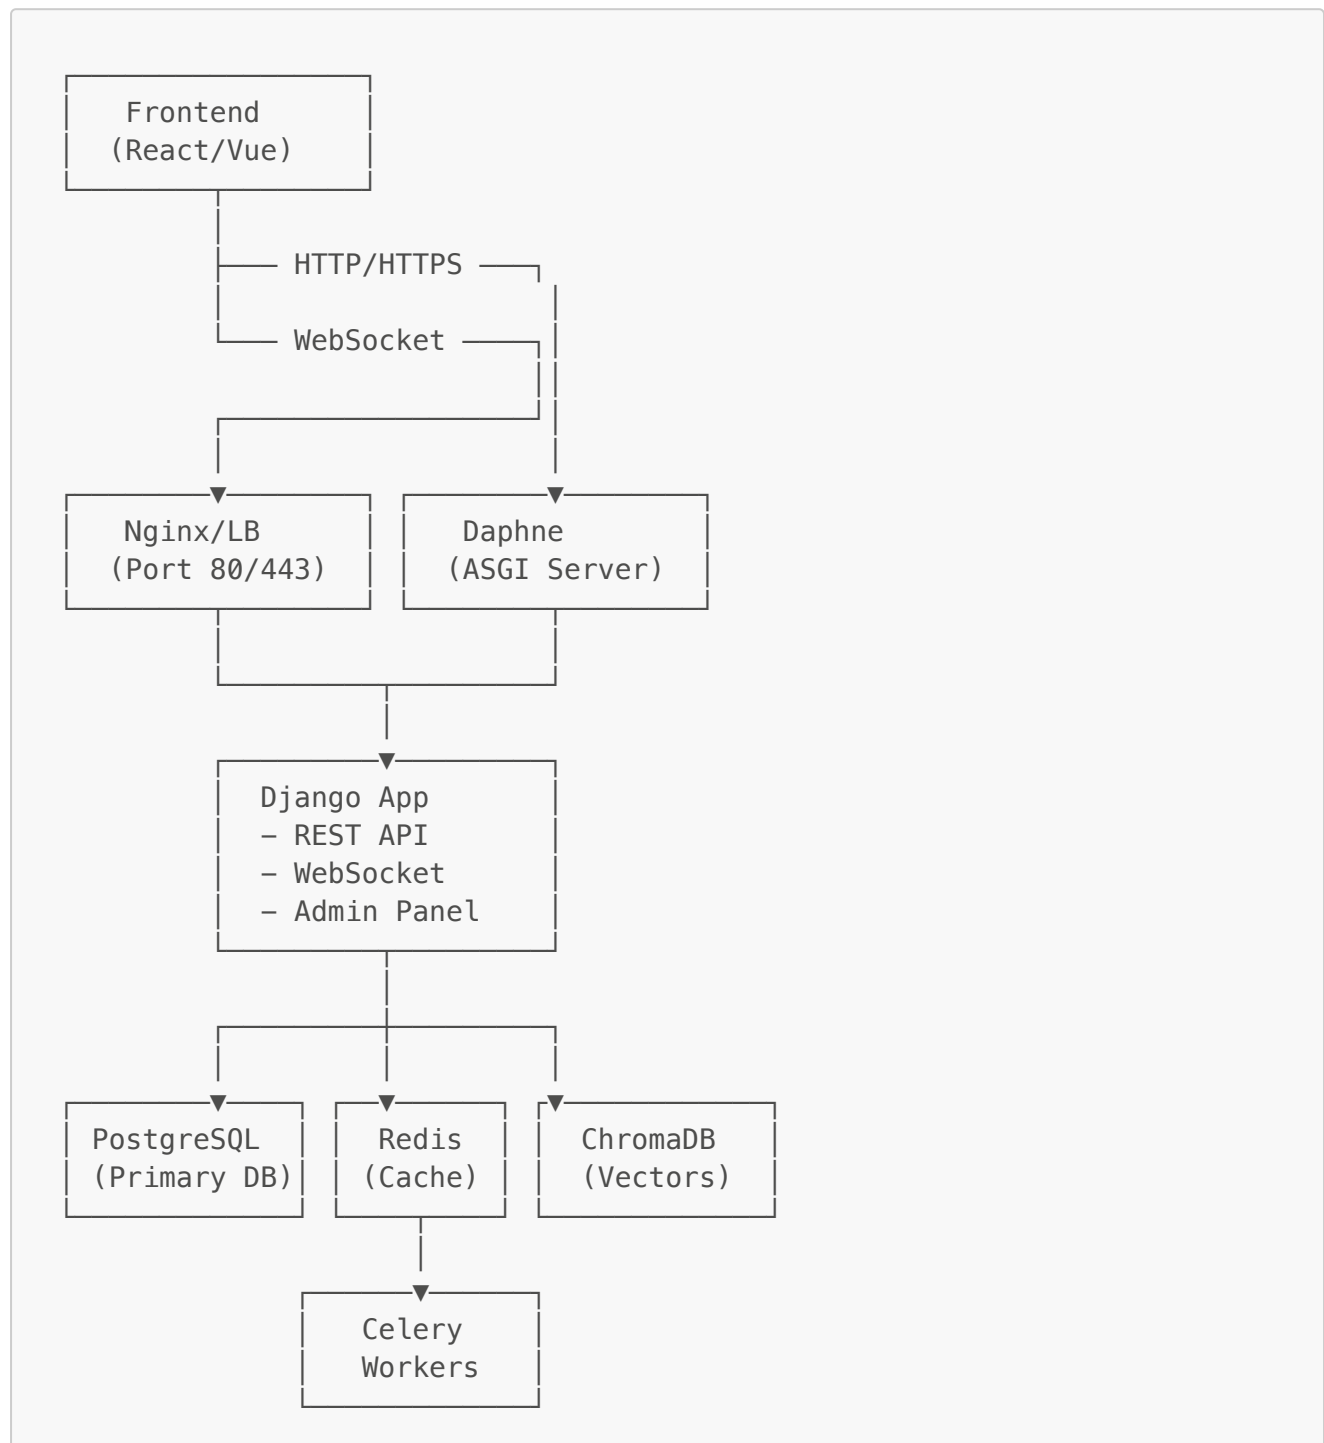 Frontend
(React/Vue)
HTTP/HTTPS
WebSocket
Nginx/LB
(Port 80/443)
Daphne
(ASGI Server)
Django App
– REST API
– WebSocket
– Admin Panel
PostgreSQL
(Primary DB)
Redis
(Cache)
ChromaDB
(Vectors)
Celery
Workers